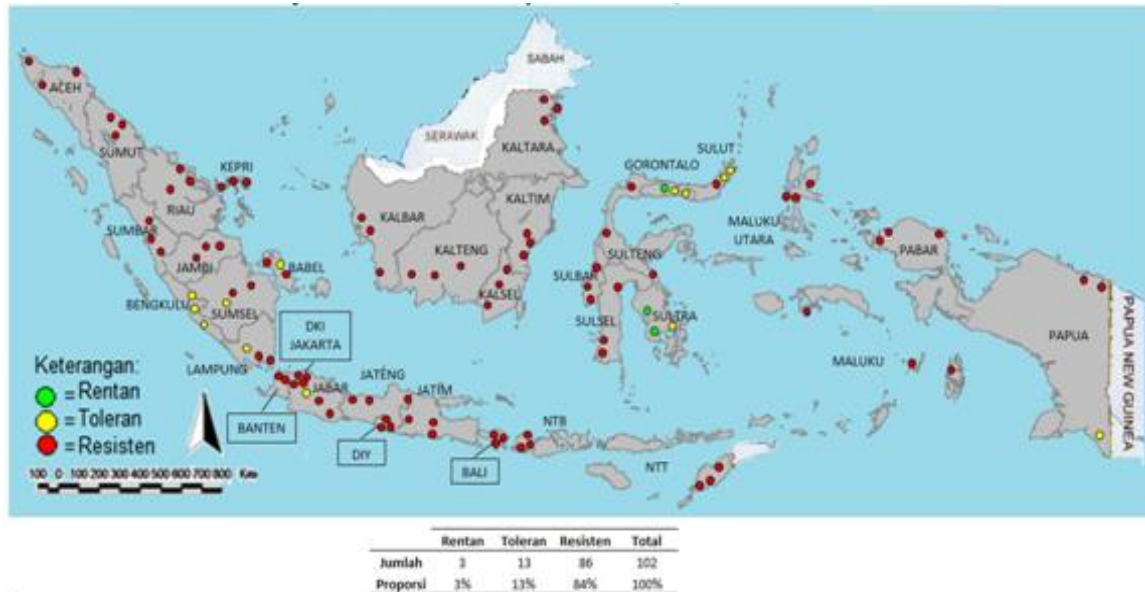 SABAH
ACEH
SERAWAK
KALTARA
SUMUT
KEPRI
GORONTALO
SULUT
RIAU
KALBAR
KALTIM
MALUKU
UTARA
SUMBAR
KALTENG
SULTENG
PABAR
JAMBI
BABEL
SULBAR
KALSEL
BENGKULU
SUMSEL
SULSEL
SULTRA
DKI
JAKARTA
PAPUA
PAPUA NEW GUINEA
LAMPUNG
JATENG
MALUKU
Keterangan:
= Rentan
= Toleran
= Resisten
JABAR
JATIM
BANTEN
NTB
DIY
BALI
NTT
100 0 100 200 300 400 500 600 700 800 Km
Rentan Toleran Resisten Total
Jumlah 3 13 86 102
Proporsi 3% 13% 84% 100%